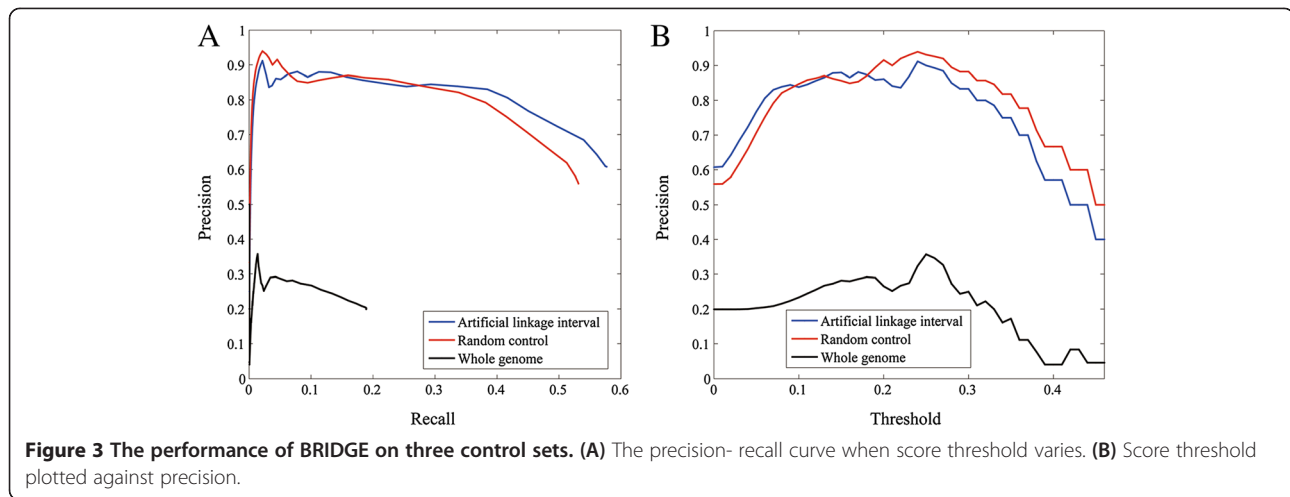 A
1
0.9
0.8
0.7
0.6
0.5
0.4
0.3
0.2
0.1
0
Precision
0 0.1 0.2 0.3 0.4 0.5 0.6
Recall
Artificial linkage interval
Random control
Whole genome
B
1
0.9
0.8
0.7
0.6
0.5
0.4
0.3
0.2
0.1
0
Precision
0 0.1 0.2 0.3 0.4
Threshold
Artificial linkage interval
Random control
Whole genome
Figure 3 The performance of BRIDGE on three control sets. (A) The precision- recall curve when score threshold varies. (B) Score threshold
plotted against precision.